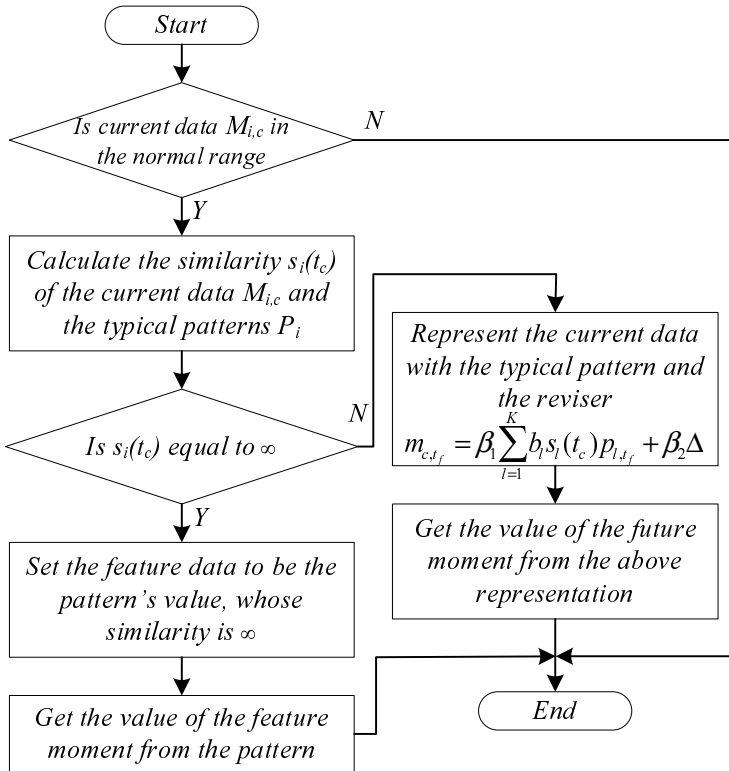 Start
Is current data M_{i,c} in
the normal range
N
Y
Calculate the similarity s_i(t_c)
of the current data M_{i,c} and
the typical patterns P_i
Is s_i(t_c) equal to ∞
N
Y
Set the feature data to be the
pattern's value, whose
similarity is ∞
Get the value of the feature
moment from the pattern
Represent the current data
with the typical pattern and
the reviser
m_{c,t_f} = β_1 \sum_{l=1}^{K} b_l s_l(t_c) p_{l,t_f} + β_2 Δ
Get the value of the future
moment from the above
representation
End